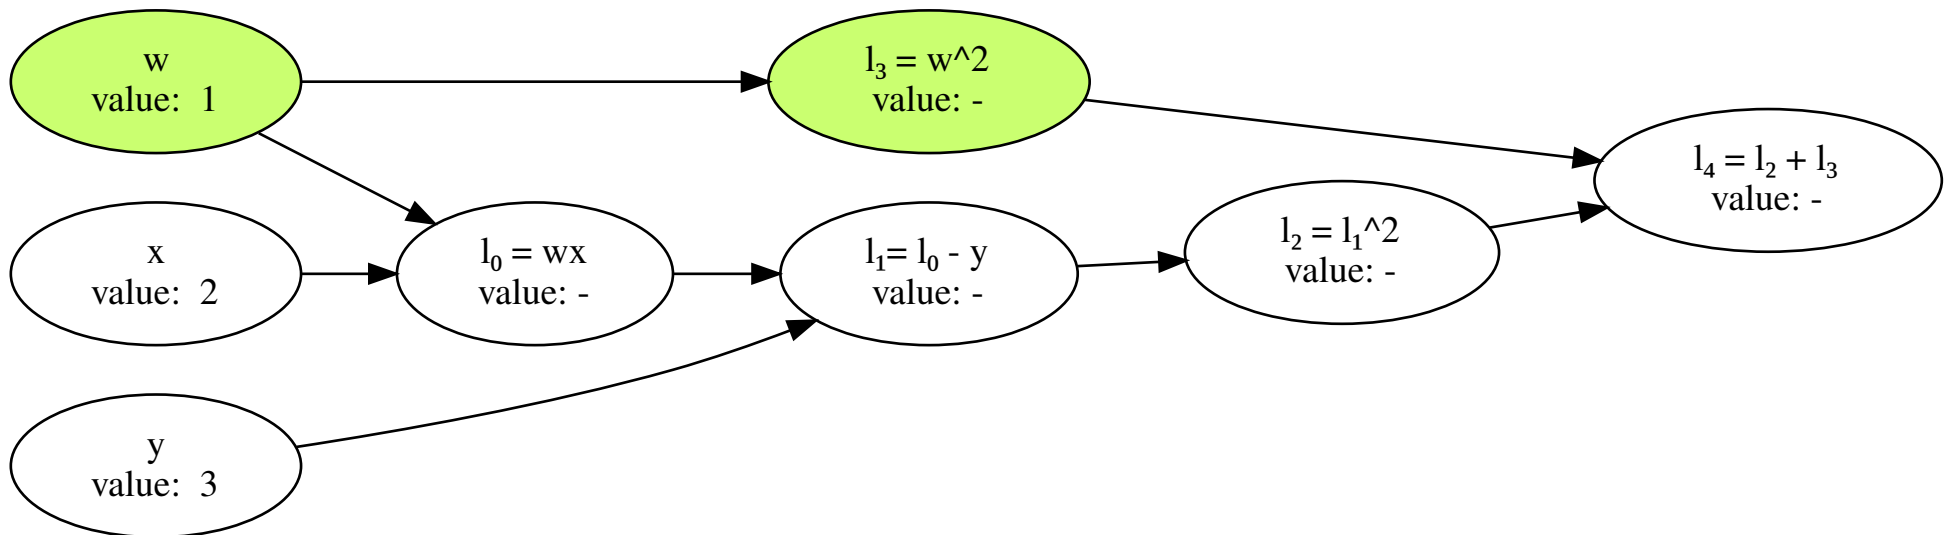 w
value:  1
l₃ = w^2
value: -
l₄ = l₂ + l₃
value: -
x
value:  2
l₀ = wx
value: -
l₁= l₀ - y
value: -
l₂ = l₁^2
value: -
y
value:  3